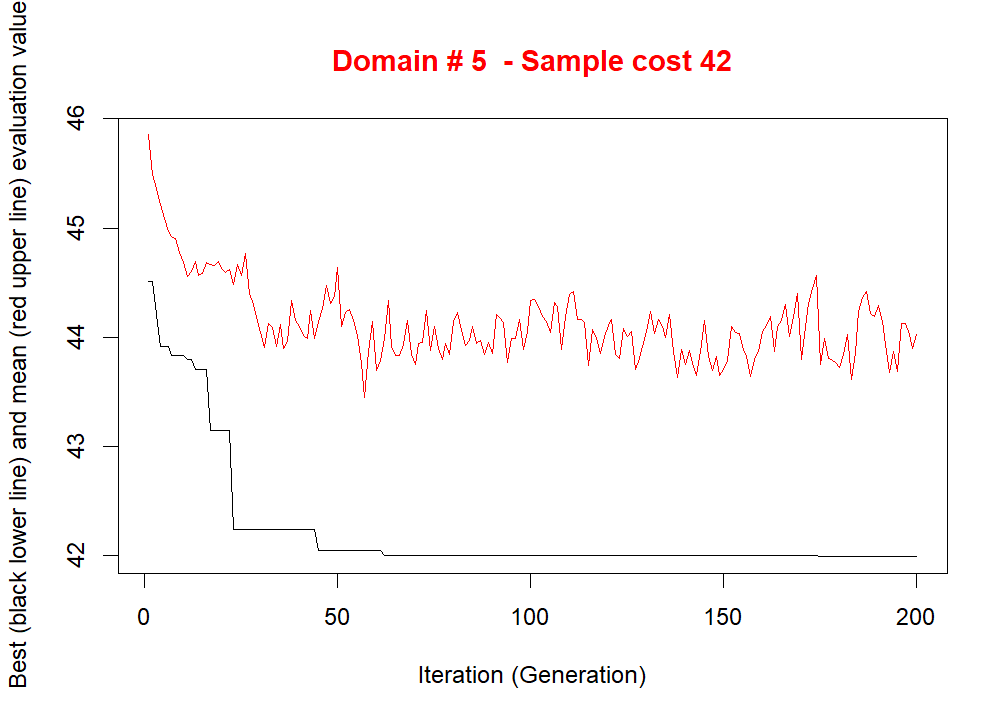 Domain # 5  - Sample cost 42
Best (black lower line) and mean (red upper line) evaluation value
46
45
44
43
42
0 50 100 150 200
Iteration (Generation)